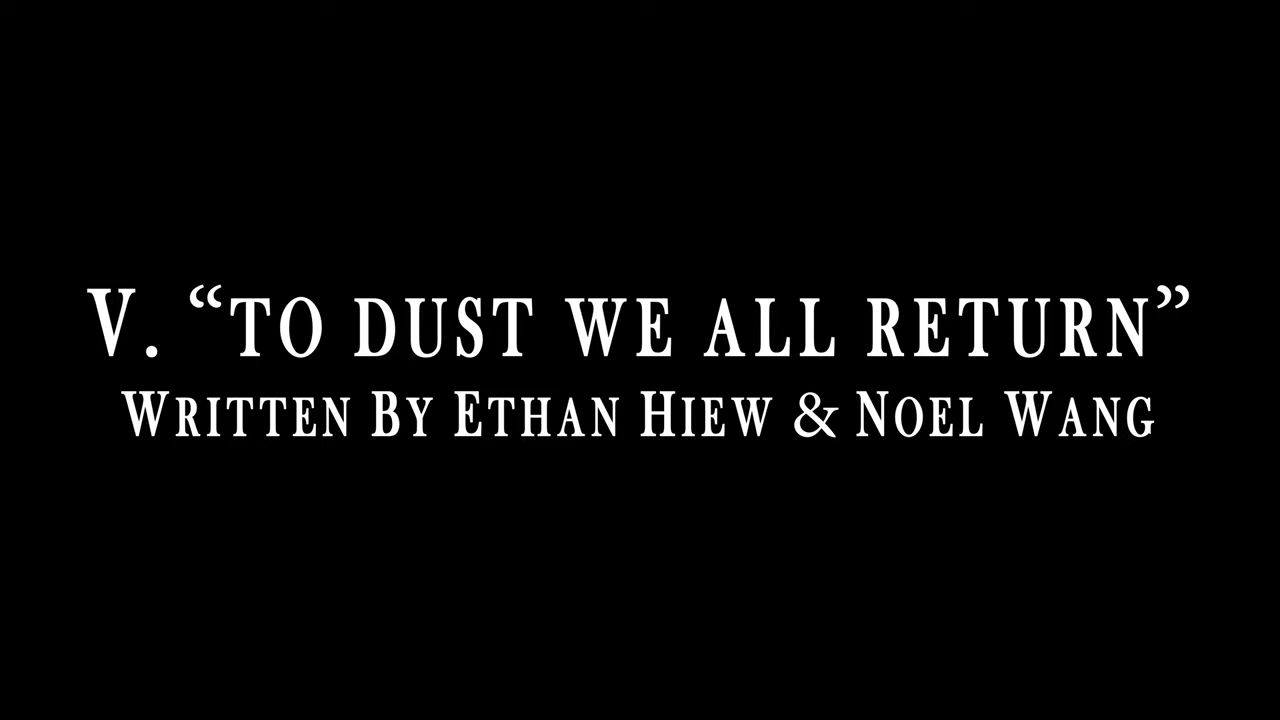 V. “TO DUST WE ALL RETURN”
WRITTEN BY ETHAN HIEW & NOEL WANG